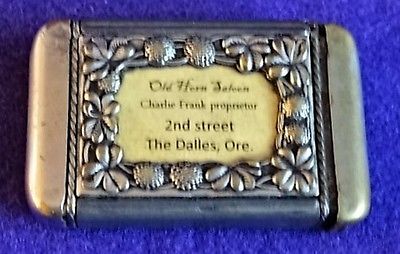 Old Horn Saloon
Charlie Frank proprietor
2nd street
The Dalles, Ore.